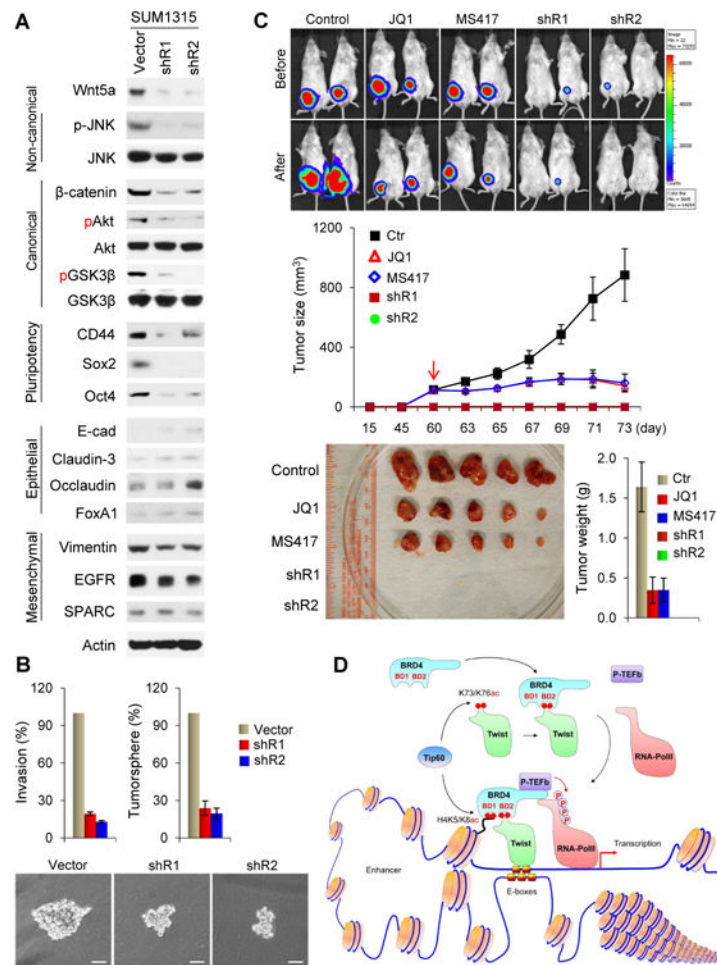 A
SUM1315
Vector
shR1
shR2
Non-canonical
Wnt5a
p-JNK
JNK
Canonical
β-catenin
pAkt
Akt
pGSK3β
GSK3β
Pluripotency
CD44
Sox2
Oct4
Epithelial
E-cad
Claudin-3
Occlaudin
FoxA1
Mesenchymal
Vimentin
EGFR
SPARC
Actin
B
Invasion (%)
120
90
60
30
0
Tumorsphere (%)
120
90
60
30
0
Vector
shR1
shR2
Vector
shR1
shR2
C
Control
JQ1
MS417
shR1
shR2
Before
After
Image
Counts
Color Bar
Tumor size (mm³)
1200
800
400
0
Ctr
JQ1
MS417
shR1
shR2
15 45 60 63 65 67 69 71 73 (day)
Control
JQ1
MS417
shR1
shR2
Tumor weight (g)
2.0
1.5
1.0
0.5
0.0
Ctr
JQ1
MS417
shR1
shR2
D
BRD4
BD1 BD2
BRD4
BD1 BD2
P-TEFb
K73/K76ac
Twist
Twist
RNA-PolII
Tip60
P-TEFb
BRD4
BD1 BD2
P
P
P
P
H4K5/K8ac
Twist
RNA-PolII
Transcription
Enhancer
E-boxes